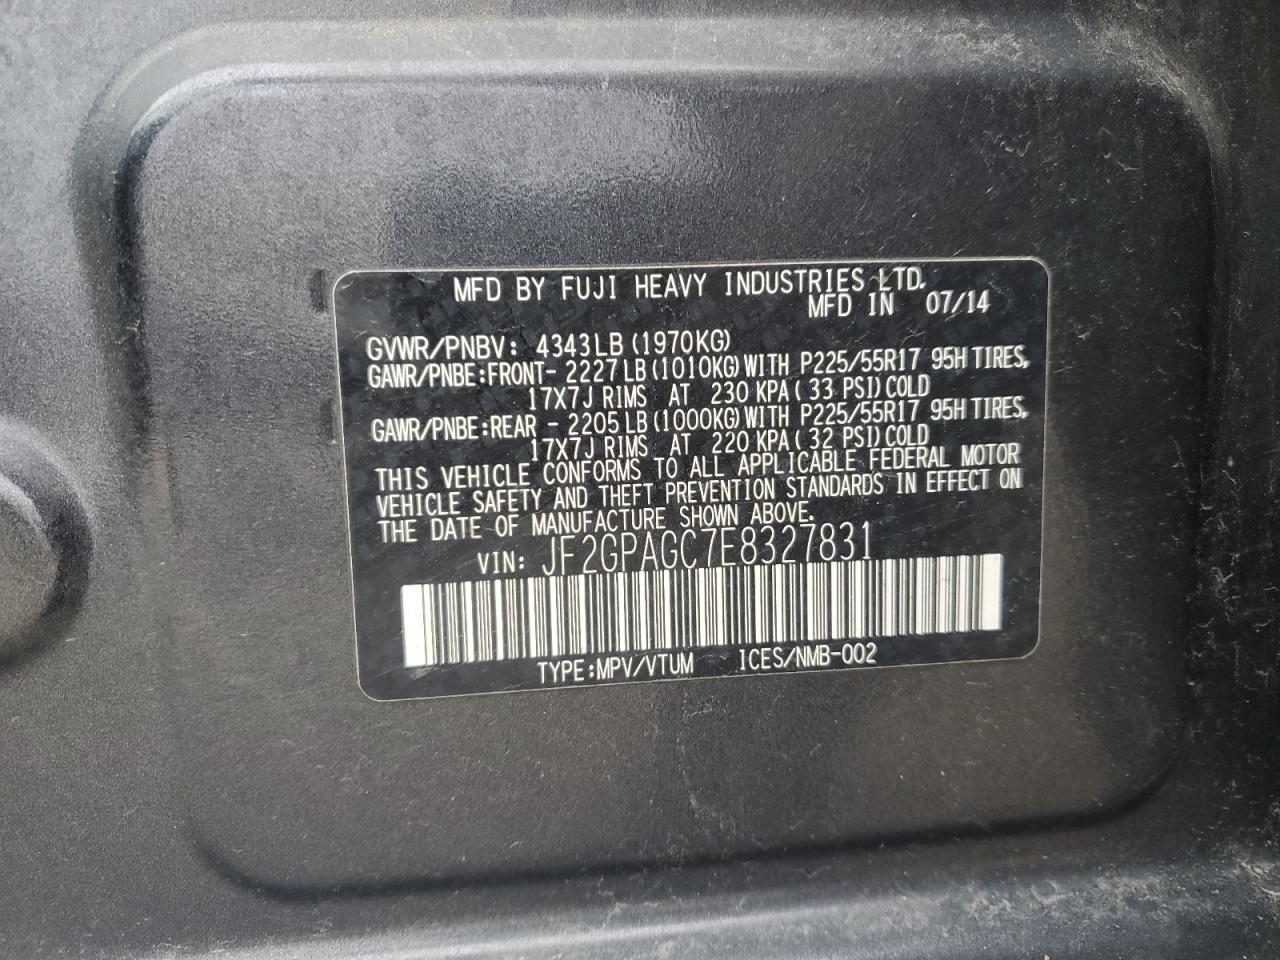 MFD BY FUJI HEAVY INDUSTRIES LTD.
MFD IN 07/14
GVWR/PNBV: 4343LB (1970KG)
GAWR/PNBE:FRONT- 2227LB (1010KG) WITH P225/55R17 95H TIRES,
17X7J RIMS AT 230 KPA( 33 PSI)COLD
GAWR/PNBE:REAR - 2205 LB (1000KG) WITH P225/55R17 95H TIRES,
17X7J RIMS AT 220 KPA( 32 PSI)COLD
THIS VEHICLE CONFORMS TO ALL APPLICABLE FEDERAL MOTOR
VEHICLE SAFETY AND THEFT PREVENTION STANDARDS IN EFFECT ON
THE DATE OF MANUFACTURE SHOWN ABOVE.
VIN: JF2GPAGC7E8327831
TYPE:MPV/VTUM ICES/NMB-002